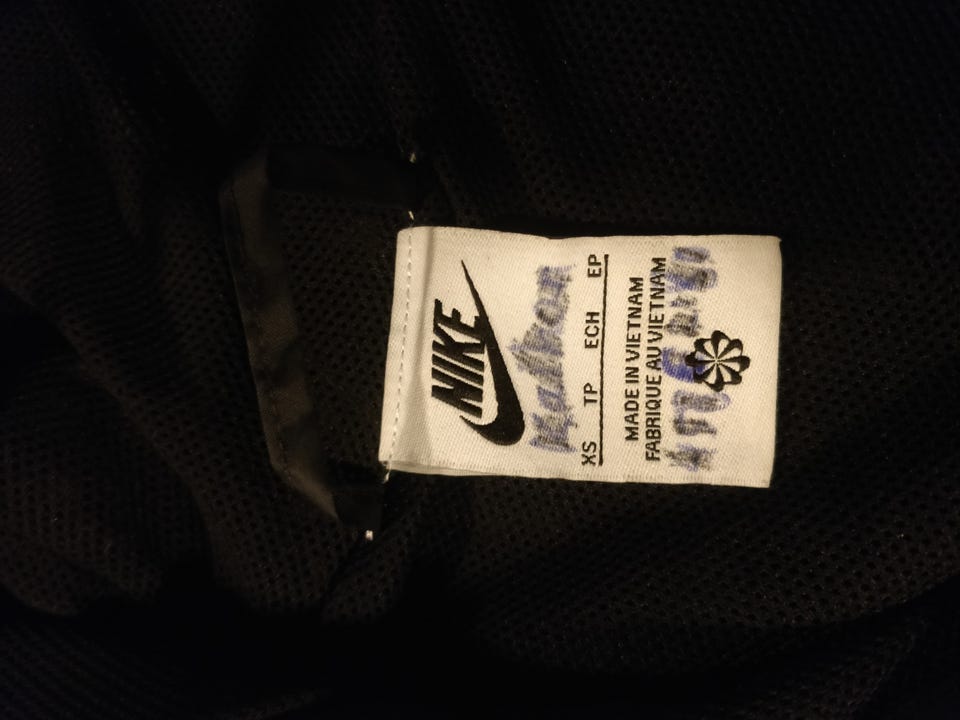 NIKE
XS TP ECH EP
MADE IN VIETNAM
FABRIQUE AU VIETNAM